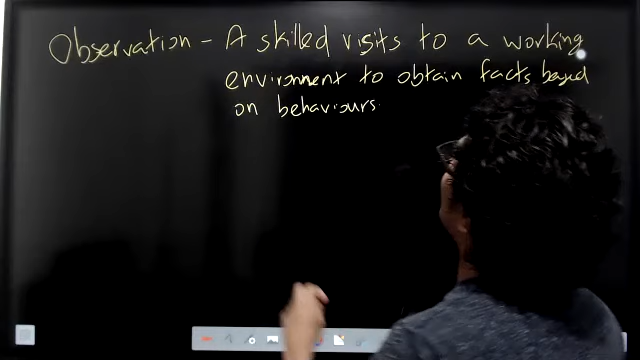 Observation - A skilled visits to a working
environment to obtain facts based
on behaviours.